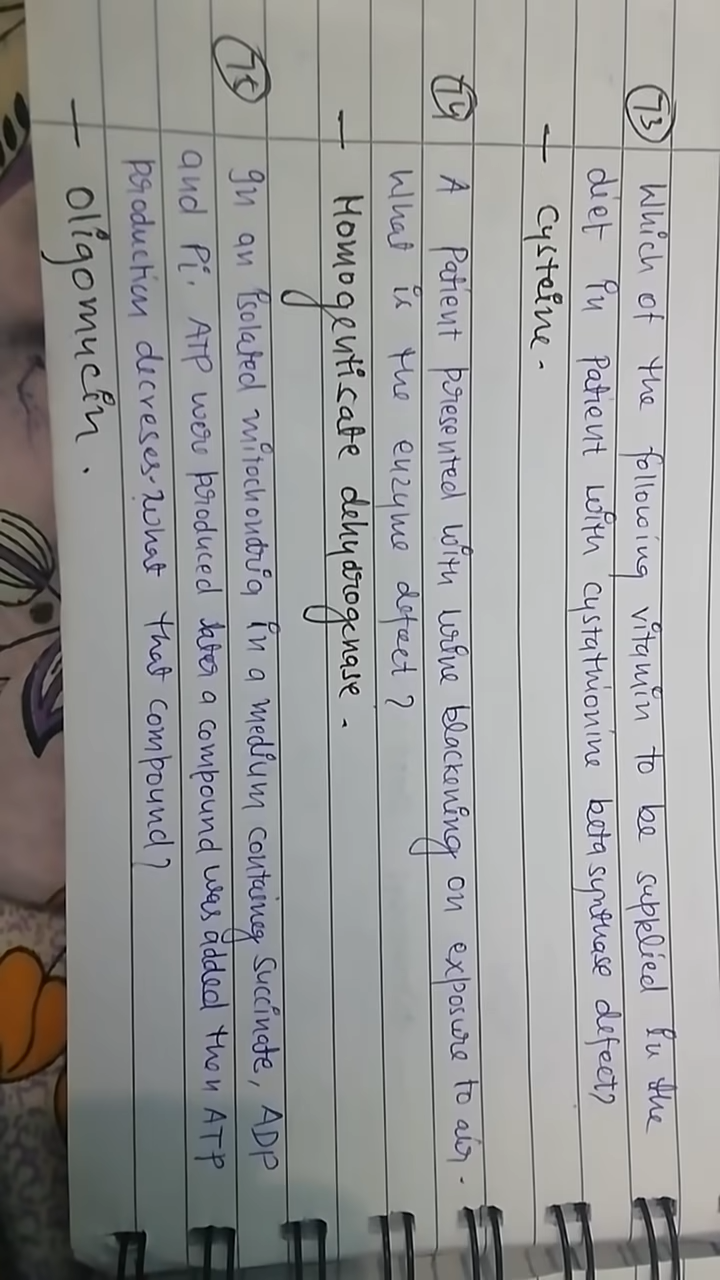 73 Which of the following vitamin to be supplied in the
diet in patient with cystathionine beta synthase defect?
— Cysteine.
74 A patient presented with urine blackening on exposure to air.
What is the enzyme defect?
— Homogentisate dehydrogenase.
75 In an isolated mitochondria in a medium containg succinate, ADP
and Pi. ATP were produced later a compound was added then ATP
production decreses. What that compound?
— Oligomucin.